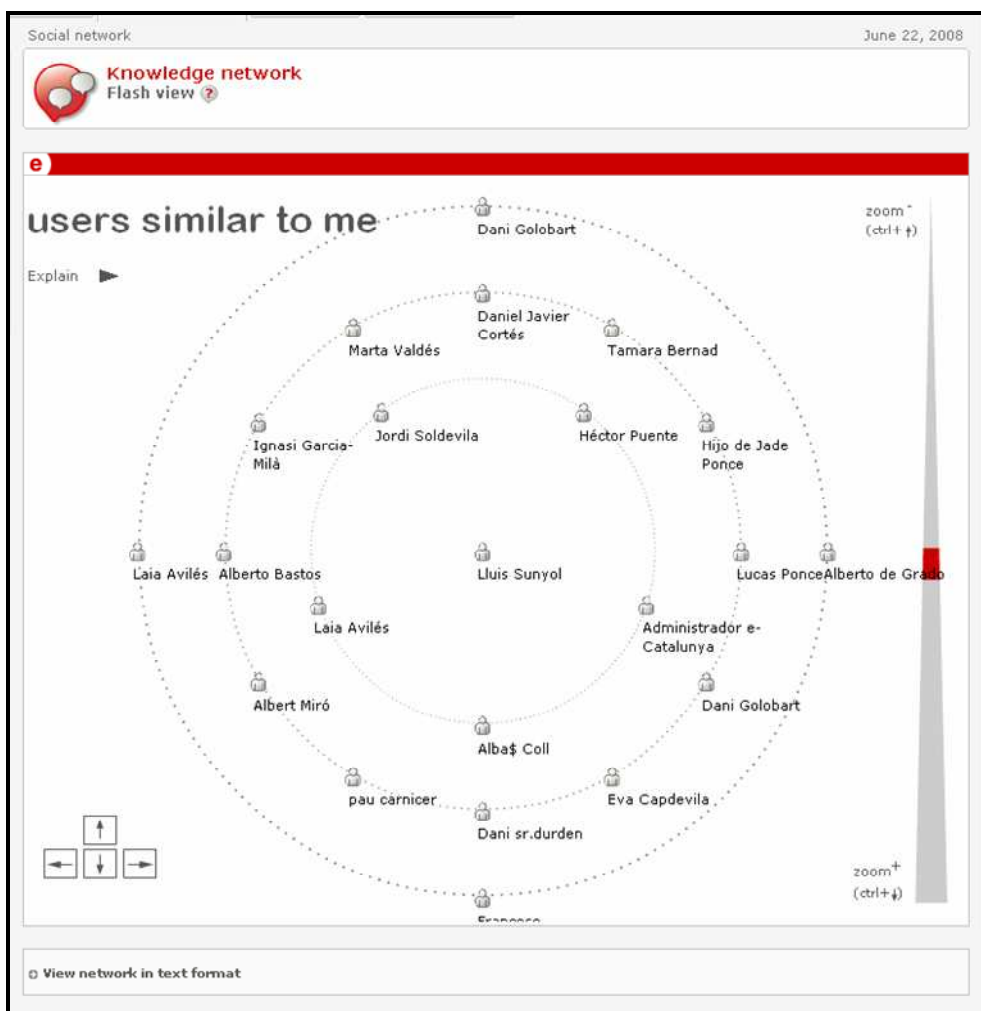 Social network
June 22, 2008
Knowledge network
Flash view ?
e
users similar to me
Explain
zoom -
(ctrl+ ↑)
Dani Golobart
Daniel Javier
Cortés
Marta Valdés
Tamara Bernad
Jordi Soldevila
Héctor Puente
Ignasi Garcia-
Milà
Hijo de Jade
Ponce
Laia Avilés
Alberto Bastos
Lluis Sunyol
Lucas Ponce
Alberto de Grado
Laia Avilés
Administrador e-
Catalunya
Albert Miró
Dani Golobart
Alba$ Coll
pau carnicer
Eva Capdevila
Dani sr.durden
zoom+
(ctrl+↓)
View network in text format